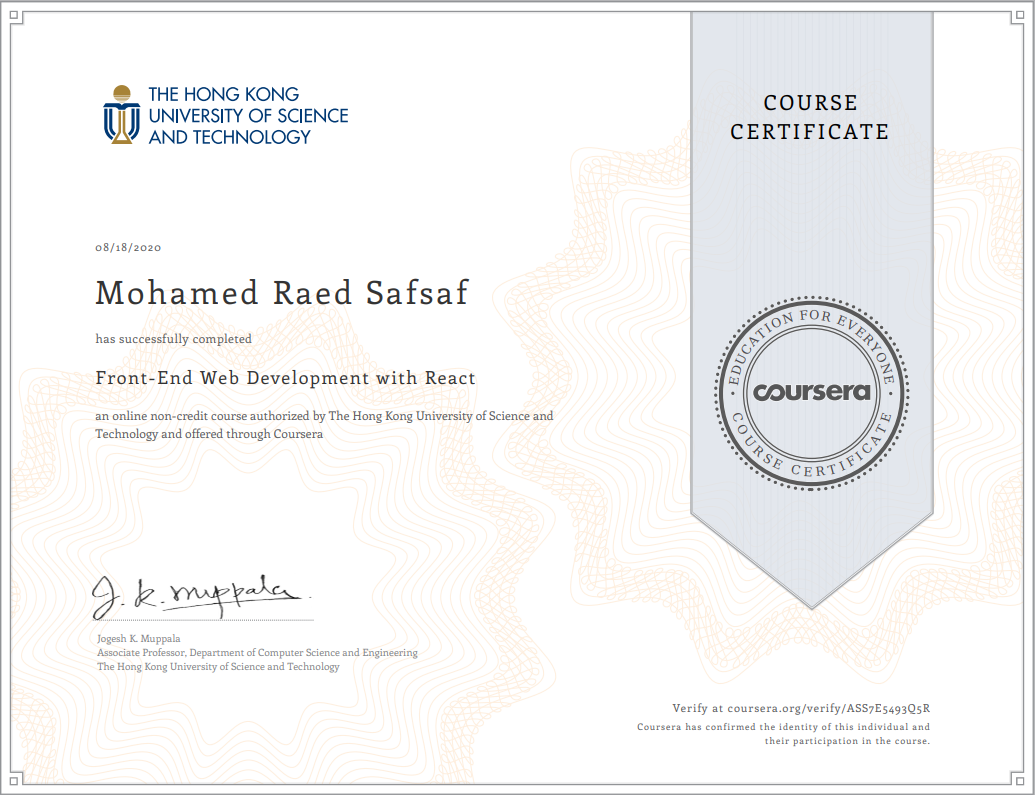 THE HONG KONG
UNIVERSITY OF SCIENCE
AND TECHNOLOGY
COURSE
CERTIFICATE
08/18/2020
Mohamed Raed Safsaf
has successfully completed
Front-End Web Development with React
an online non-credit course authorized by The Hong Kong University of Science and
Technology and offered through Coursera
EDUCATION FOR EVERYONE
coursera
COURSE CERTIFICATE
J. K. Muppala
Jogesh K. Muppala
Associate Professor, Department of Computer Science and Engineering
The Hong Kong University of Science and Technology
Verify at coursera.org/verify/ASS7E5493Q5R
Coursera has confirmed the identity of this individual and
their participation in the course.